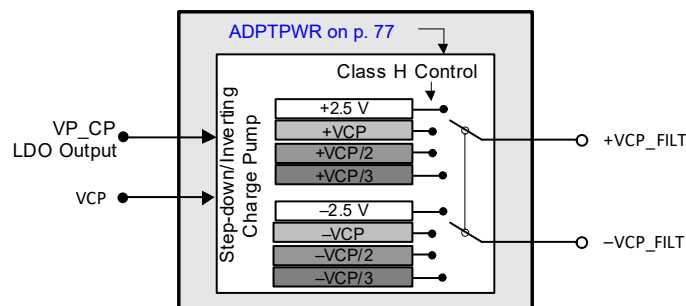 ADPTPWR on p. 77
Class H Control
Step-down/Inverting
Charge Pump
VP_CP
LDO Output
VCP
+2.5 V
+VCP
+VCP/2
+VCP/3
–2.5 V
–VCP
–VCP/2
–VCP/3
+VCP_FILT
–VCP_FILT